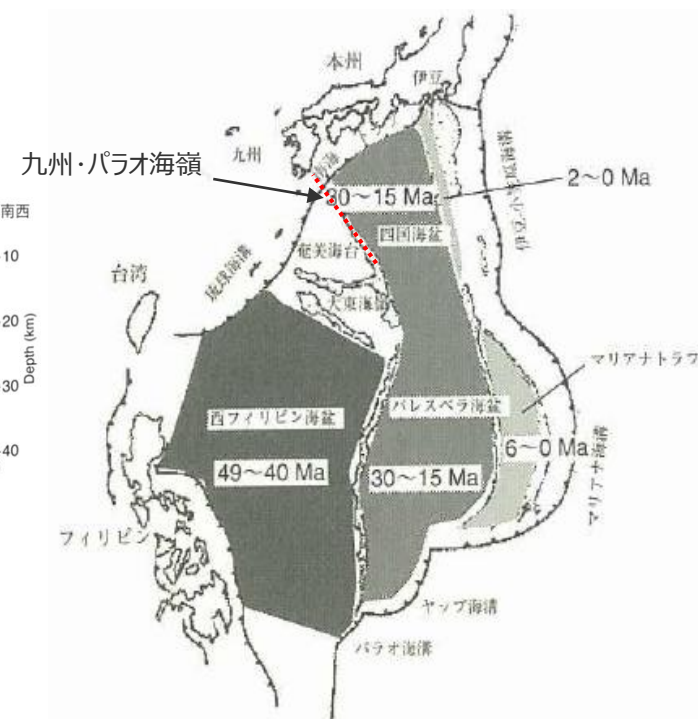 本州
伊豆
九州
九州・パラオ海嶺
30～15 Ma
2～0 Ma
南西
四国海盆
10
奄美海台
台湾
琉球海溝
大東海嶺
20
Depth (km)
30
マリアナトラフ
パレスベラ海盆
西フィリピン海盆
40
6～0 Ma
マリアナ海溝
49～40 Ma
30～15 Ma
フィリピン
ヤップ海溝
パラオ海溝